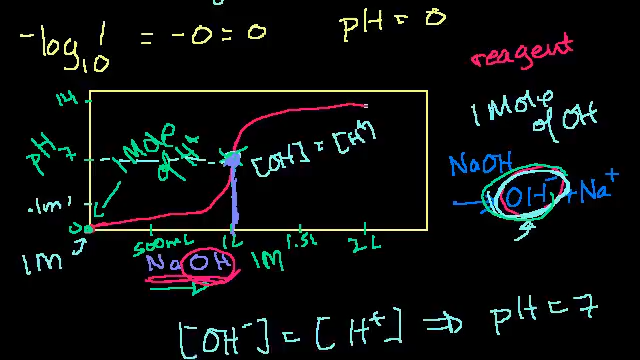 -log₁₀ 1 = -0 = 0
pH = 0
reagent
1 Mole
of OH
NaOH
→ OH⁻ + Na⁺
14
pH 7
0
1 Mole
of H⁺
[OH⁻] = [H⁺]
500mL 1L 1.5L 2L
1M
NaOH 1M
[OH⁻] = [H⁺] ⇒ pH = 7